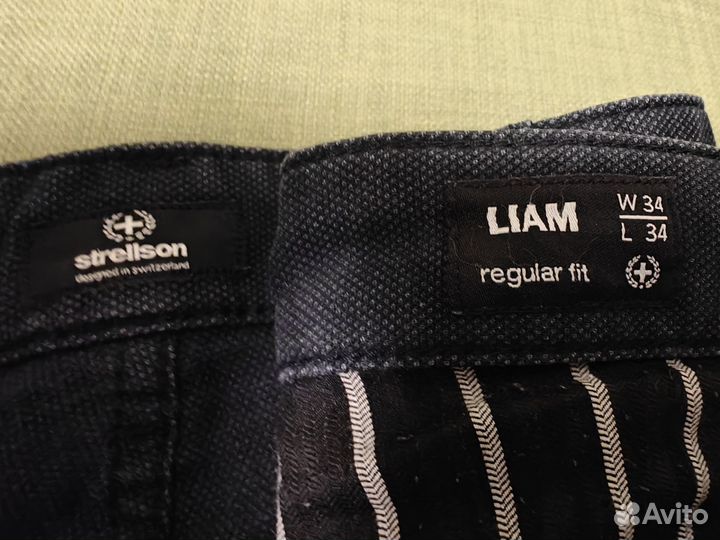 strellson
designed in switzerland
LIAM
W 34
L 34
regular fit
Avito